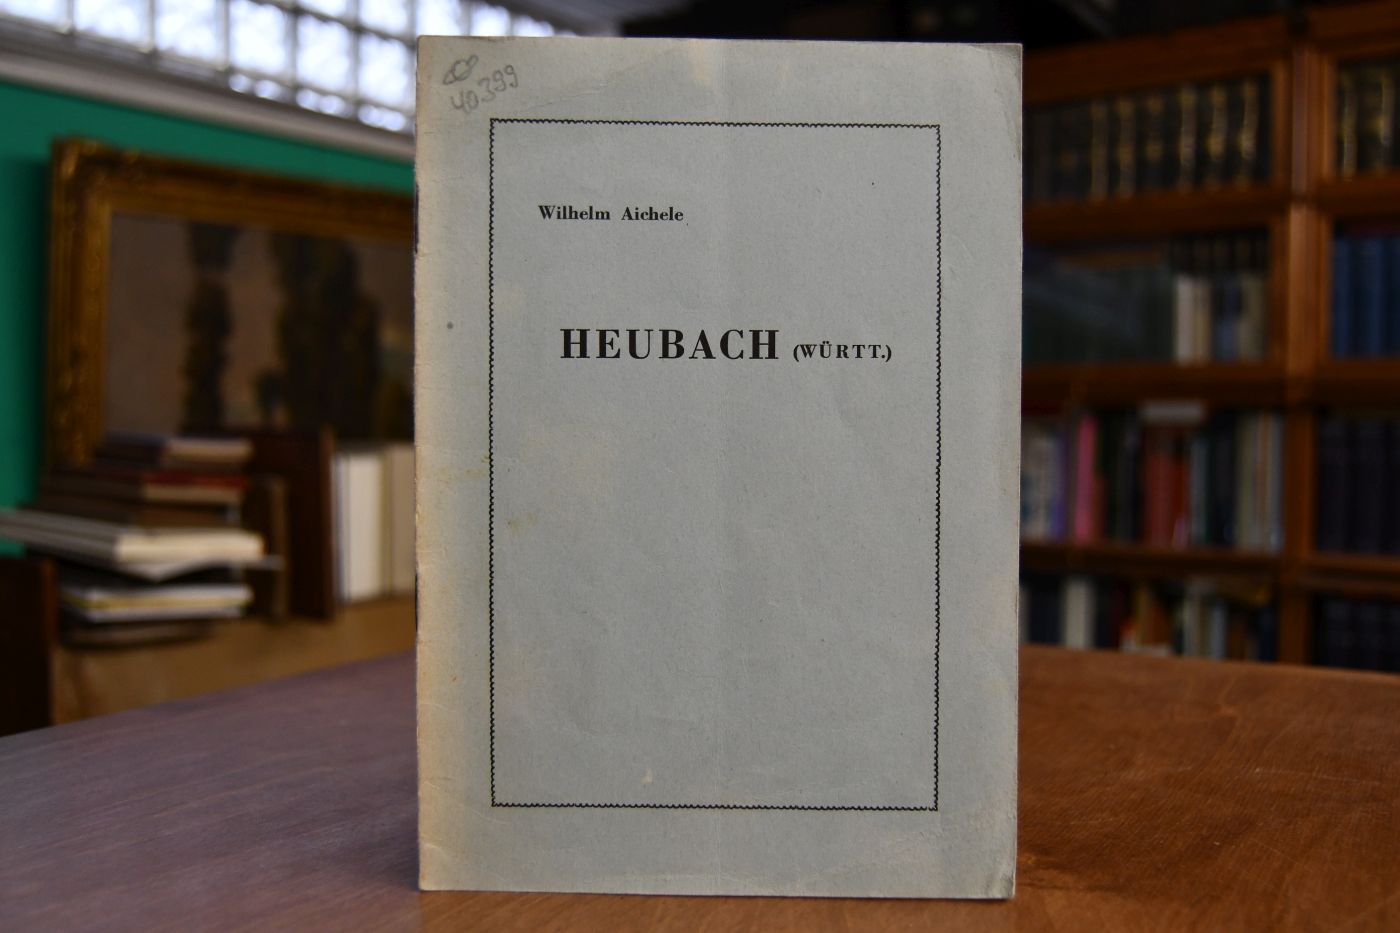 40399
Wilhelm Aichele
HEUBACH (WÜRTT.)